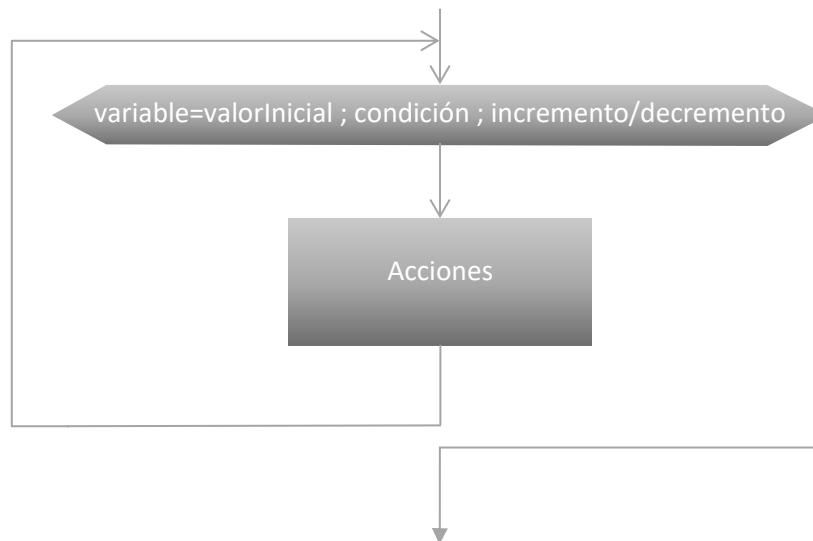 variable=valorInicial ; condición ; incremento/decremento
Acciones